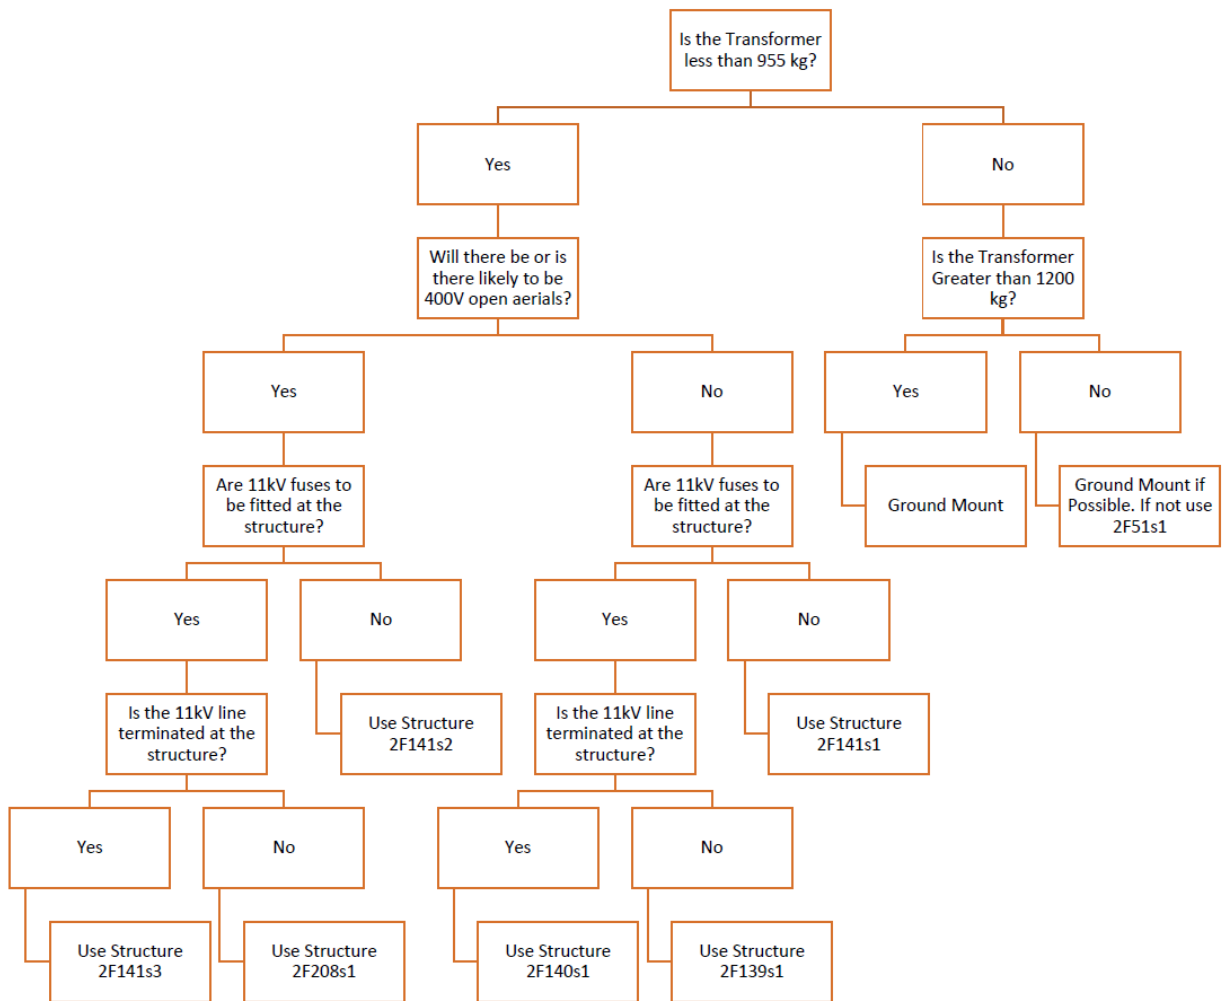 Is the Transformer
less than 955 kg?
Yes
No
Will there be or is
there likely to be
400V open aerials?
Is the Transformer
Greater than 1200
kg?
Yes
No
Yes
No
Are 11kV fuses to
be fitted at the
structure?
Are 11kV fuses to
be fitted at the
structure?
Ground Mount
Ground Mount if
Possible. If not use
2F51s1
Yes
No
Yes
No
Is the 11kV line
terminated at the
structure?
Use Structure
2F141s2
Is the 11kV line
terminated at the
structure?
Use Structure
2F141s1
Yes
No
Yes
No
Use Structure
2F141s3
Use Structure
2F208s1
Use Structure
2F140s1
Use Structure
2F139s1